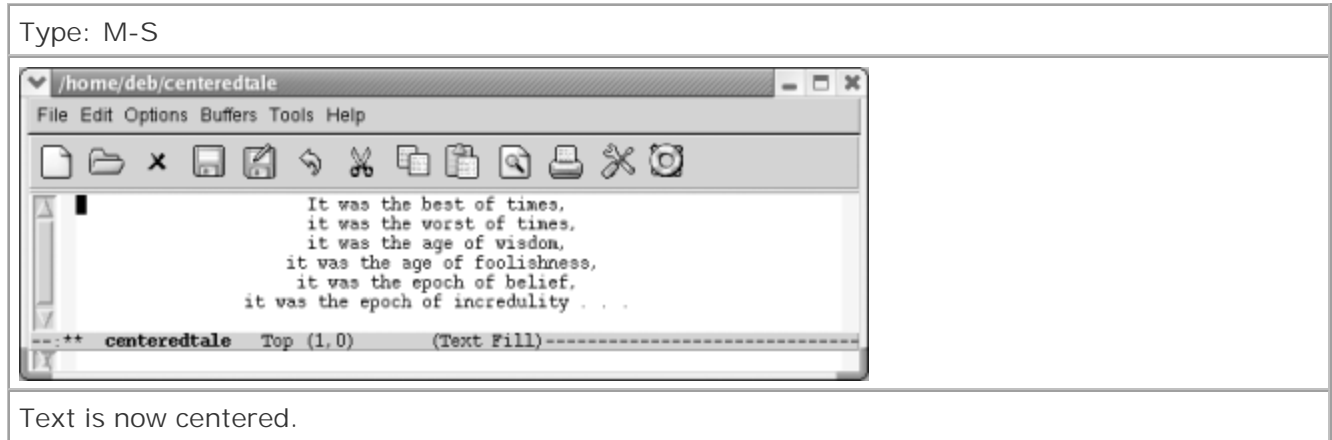 Type: M-S
/home/deb/centeredtale
File Edit Options Buffers Tools Help
It was the best of times,
it was the worst of times,
it was the age of wisdom,
it was the age of foolishness,
it was the epoch of belief,
it was the epoch of incredulity . . .
--:** centeredtale Top (1,0) (Text Fill)------------------------------
Text is now centered.